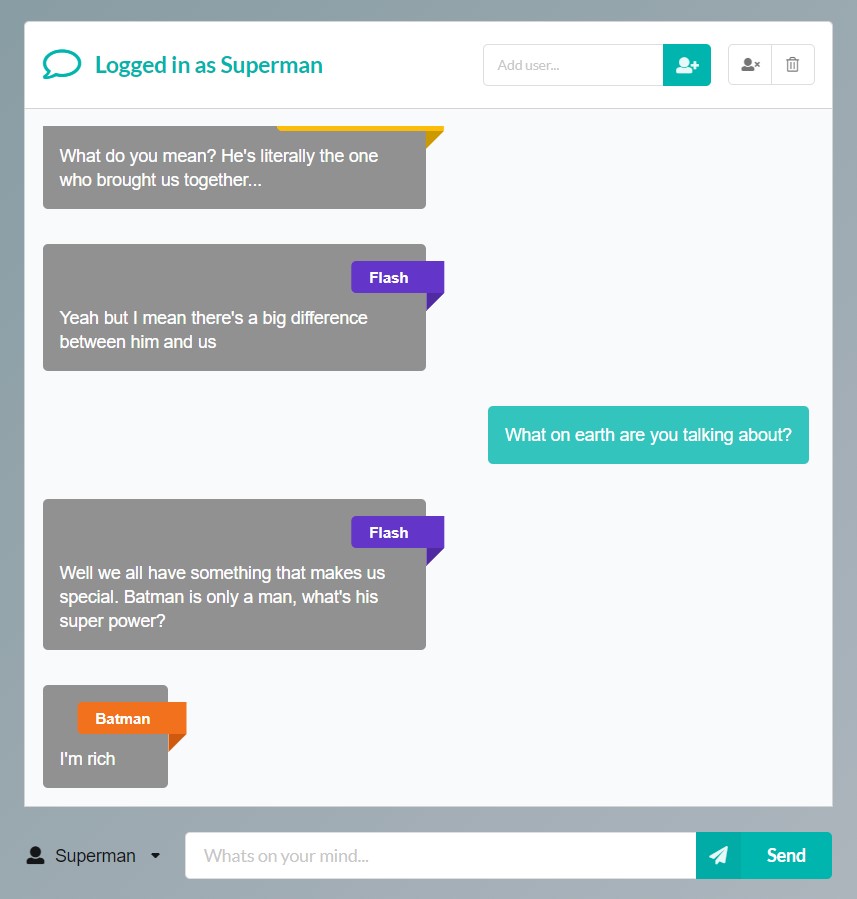 Logged in as Superman
Add user...
What do you mean? He's literally the one
who brought us together...
Flash
Yeah but I mean there's a big difference
between him and us
What on earth are you talking about?
Flash
Well we all have something that makes us
special. Batman is only a man, what's his
super power?
Batman
I'm rich
Superman
Whats on your mind...
Send